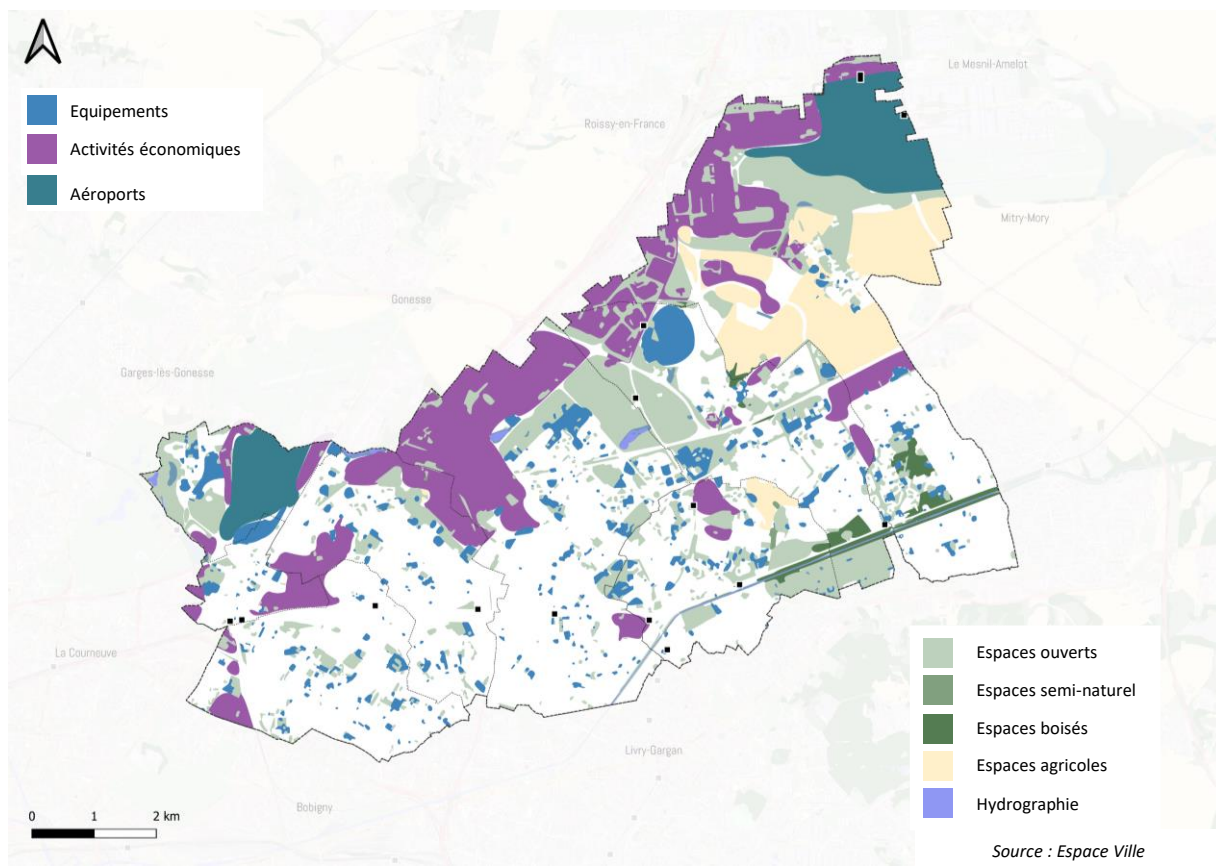 Le Mesnil-Amelot
Equipements
Roissy-en-France
Activités économiques
Aéroports
Mitry-Mory
Gonesse
Garges-lès-Gonesse
La Courneuve
Espaces ouverts
Espaces semi-naturel
Espaces boisés
Livry-Gargan
Espaces agricoles
Hydrographie
Bobigny
0 1 2 km
Source : Espace Ville